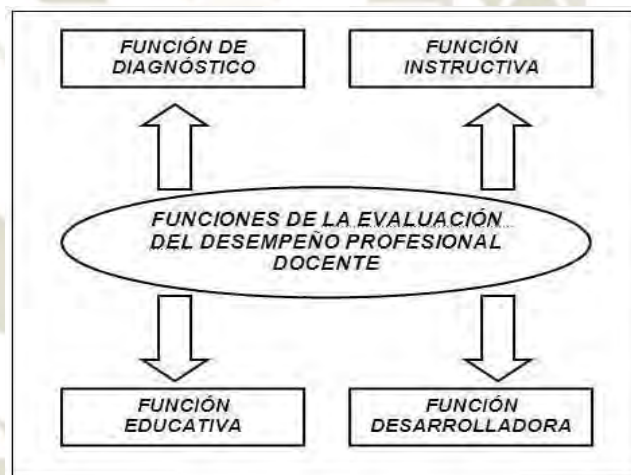 FUNCIÓN DE
DIAGNÓSTICO
FUNCIÓN
INSTRUCTIVA
FUNCIONES DE LA EVALUACIÓN
DEL DESEMPEÑO PROFESIONAL
DOCENTE
FUNCIÓN
EDUCATIVA
FUNCIÓN
DESARROLLADORA